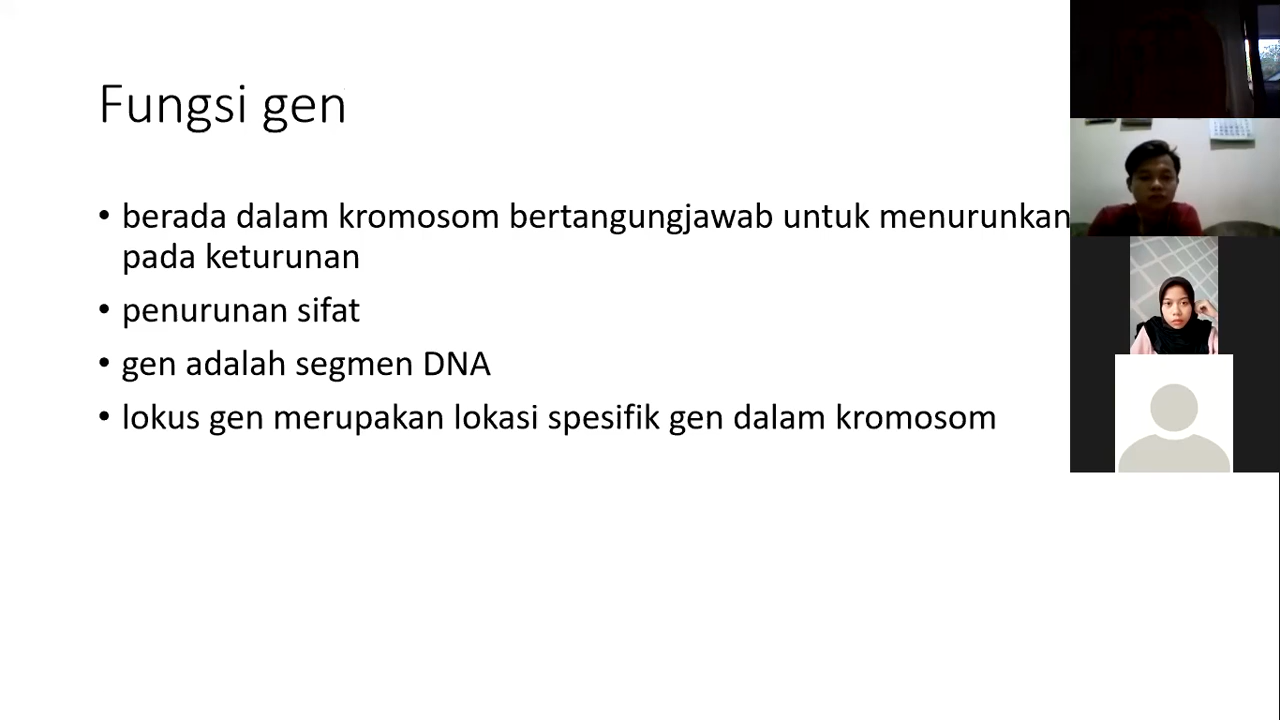 Fungsi gen
• berada dalam kromosom bertangungjawab untuk menurunkan
pada keturunan
• penurunan sifat
• gen adalah segmen DNA
• lokus gen merupakan lokasi spesifik gen dalam kromosom